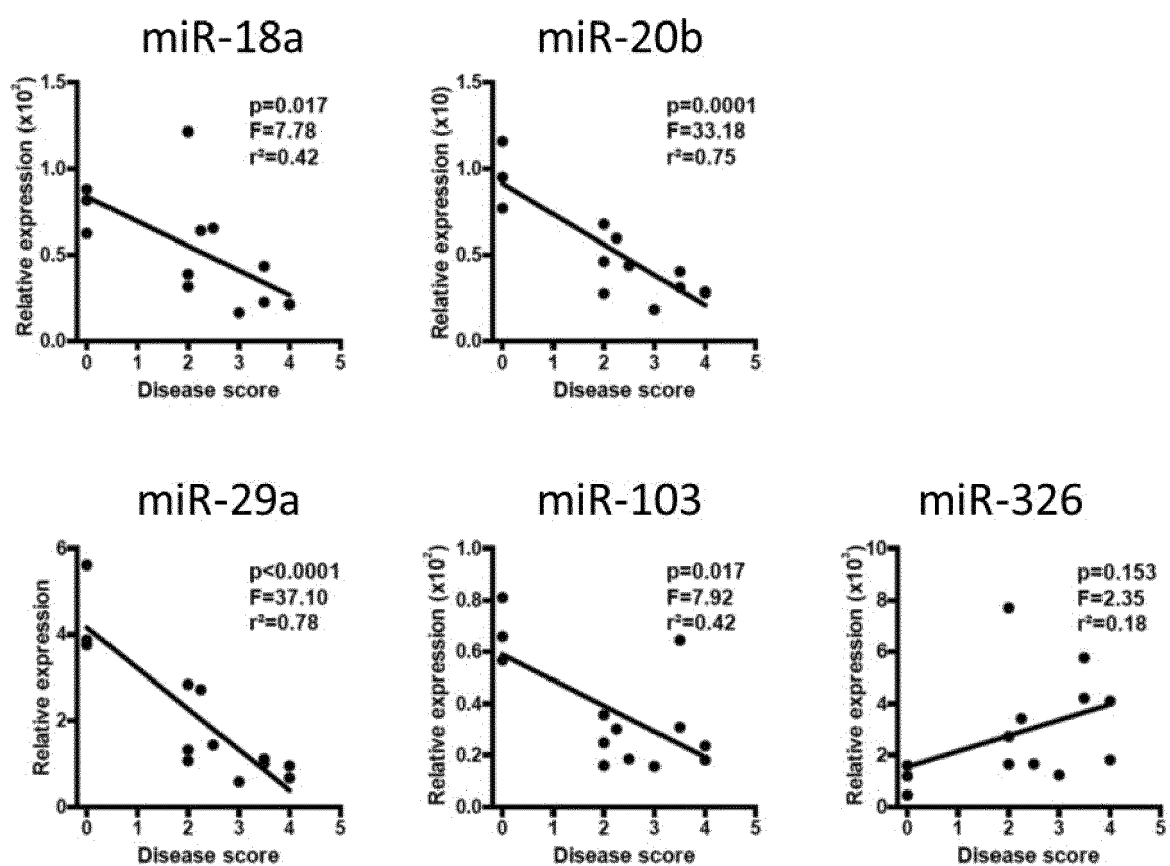 miR-18a
Relative expression (x10²)
1.5
1.0
0.5
0.0
p=0.017
F=7.78
r²=0.42
0 1 2 3 4 5
Disease score
miR-20b
Relative expression (x10)
1.5
1.0
0.5
0.0
p=0.0001
F=33.18
r²=0.75
0 1 2 3 4 5
Disease score
miR-29a
Relative expression
6
4
2
0
p<0.0001
F=37.10
r²=0.78
0 1 2 3 4 5
Disease score
miR-103
Relative expression (x10²)
1.0
0.8
0.6
0.4
0.2
0.0
p=0.017
F=7.92
r²=0.42
0 1 2 3 4 5
Disease score
miR-326
Relative expression (x10³)
10
8
6
4
2
0
p=0.153
F=2.35
r²=0.18
0 1 2 3 4 5
Disease score